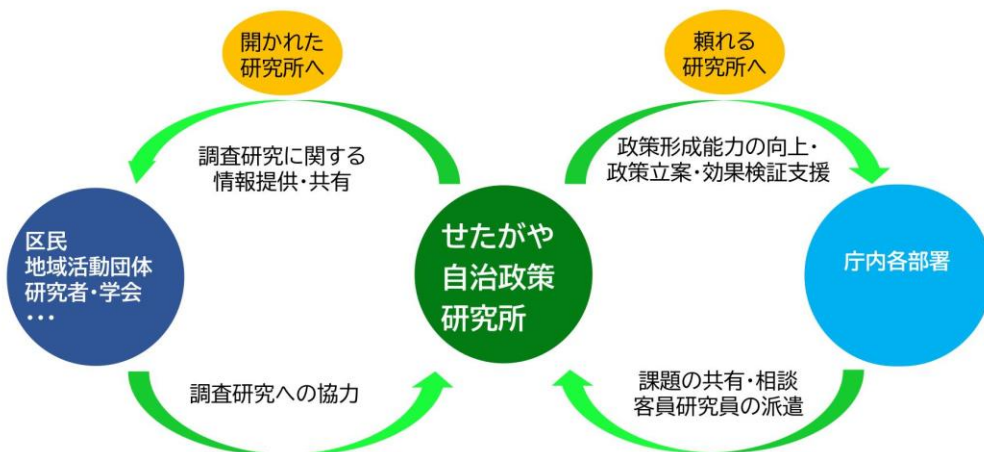 開かれた
研究所へ
頼れる
研究所へ
調査研究に関する
情報提供・共有
政策形成能力の向上・
政策立案・効果検証支援
区民
地域活動団体
研究者・学会
・・・
せたがや
自治政策
研究所
庁内各部署
調査研究への協力
課題の共有・相談
客員研究員の派遣